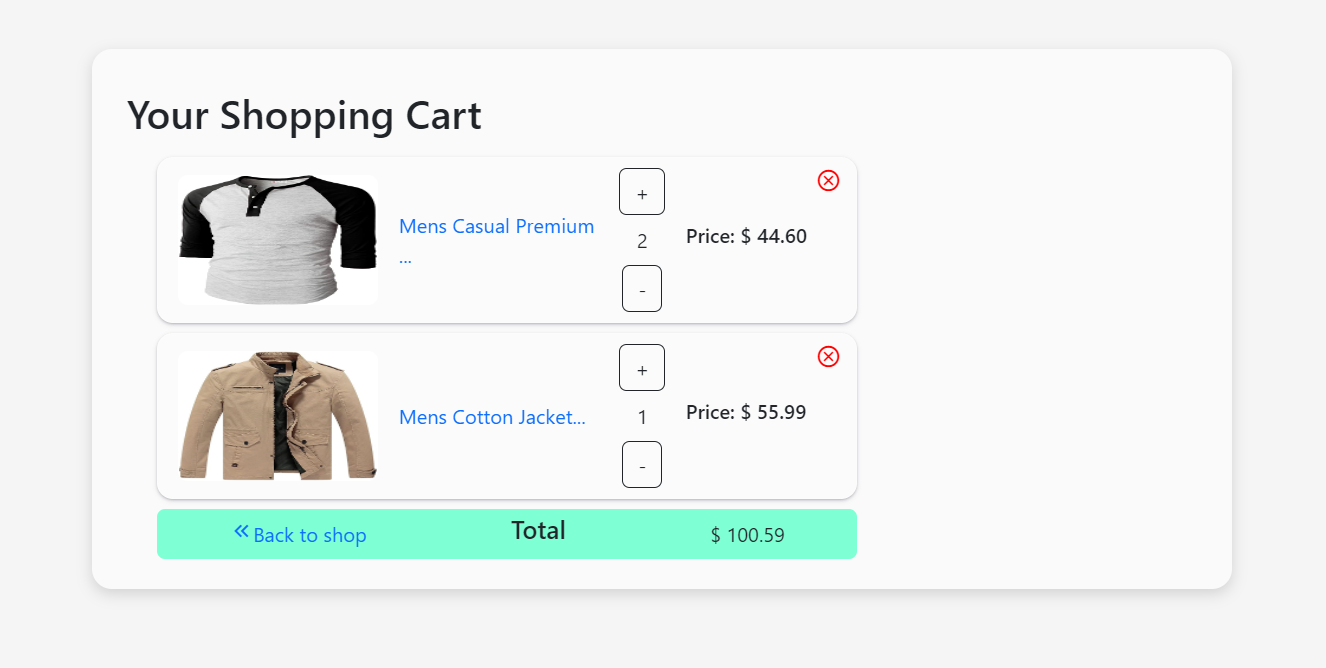 Your Shopping Cart
+
Mens Casual Premium
...
2
Price: $ 44.60
-
+
Mens Cotton Jacket...
1
Price: $ 55.99
-
Back to shop
Total
$ 100.59